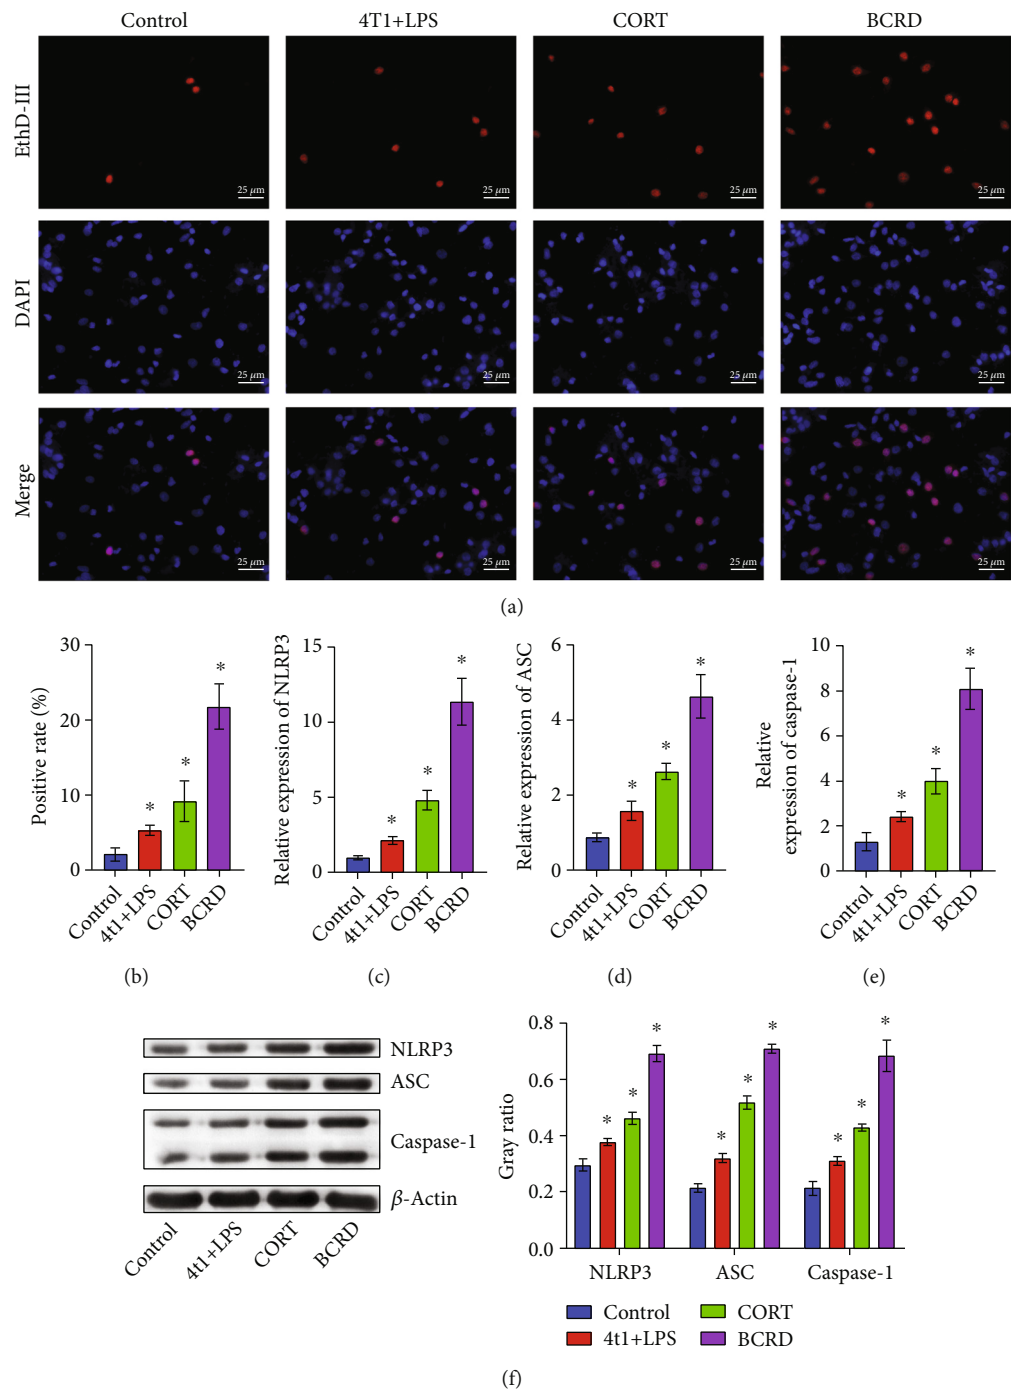 Control 4T1+LPS CORT BCRD
EthD-III
25 µm 25 µm 25 µm 25 µm
DAPI
25 µm 25 µm 25 µm 25 µm
Merge
25 µm 25 µm 25 µm 25 µm
(a)
Positive rate (%)
30
20
10
0
Control 4t1+LPS CORT BCRD
* * *
(b)
Relative expression of NLRP3
15
10
5
0
Control 4t1+LPS CORT BCRD
* * *
(c)
Relative expression of ASC
6
4
2
0
Control 4t1+LPS CORT BCRD
* * *
(d)
Relative
expression of caspase-1
10
8
6
4
2
0
Control 4t1+LPS CORT BCRD
* * *
(e)
NLRP3
ASC
Caspase-1
β-Actin
Control 4t1+LPS CORT BCRD
Gray ratio
0.8
0.6
0.4
0.2
0.0
* * * * * * * * *
NLRP3 ASC Caspase-1
Control CORT
4t1+LPS BCRD
(f)